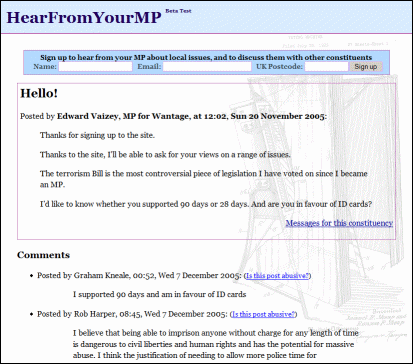 HearFromYourMP Beta Test
Sign up to hear from your MP about local issues, and to discuss them with other constituents
Name: Email: UK Postcode: Sign up
Hello!
Posted by Edward Vaizey, MP for Wantage, at 12:02, Sun 20 November 2005:
Thanks for signing up to the site.
Thanks to the site, I'll be able to ask for your views on a range of issues.
The terrorism Bill is the most controversial piece of legislation I have voted on since I became
an MP.
I'd like to know whether you supported 90 days or 28 days. And are you in favour of ID cards?
Messages for this constituency
Comments
• Posted by Graham Kneale, 00:52, Wed 7 December 2005: (Is this post abusive?)
I supported 90 days and am in favour of ID cards
• Posted by Rob Harper, 08:45, Wed 7 December 2005: (Is this post abusive?)
I believe that being able to imprison anyone without charge for any length of time
is dangerous to civil liberties and human rights and has the potential for massive
abuse. I think the justification of needing to allow more police time for